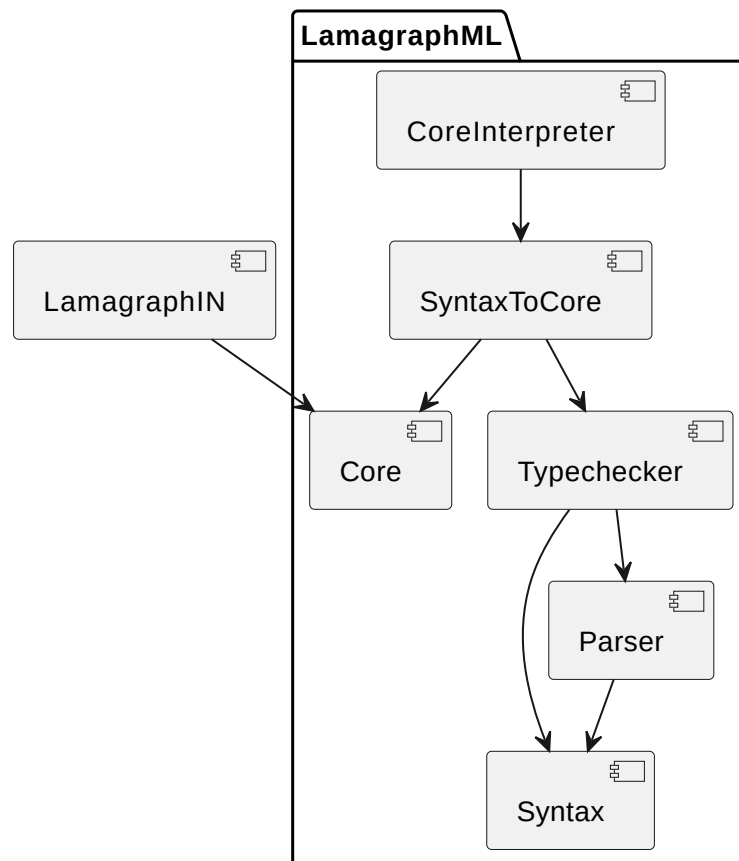 LamagraphML
CoreInterpreter
LamagraphIN
SyntaxToCore
Core
Typechecker
Parser
Syntax